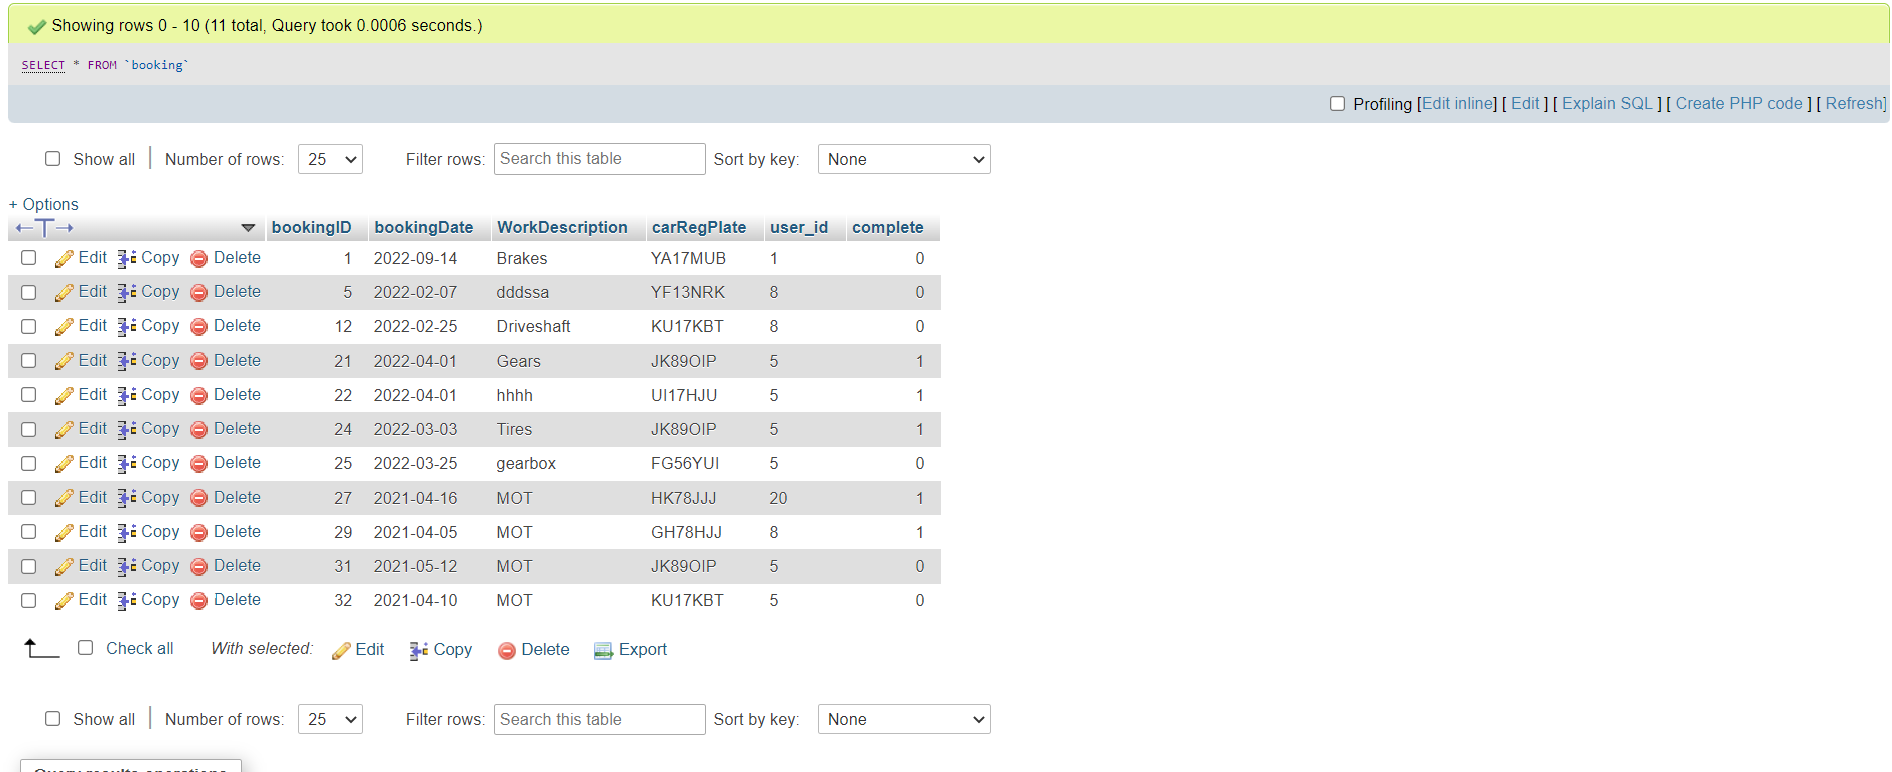 Showing rows 0 - 10 (11 total, Query took 0.0006 seconds.)
SELECT * FROM `booking`
Profiling [Edit inline] [ Edit ] [ Explain SQL ] [ Create PHP code ] [ Refresh]
Show all | Number of rows: 25 Filter rows: Search this table Sort by key: None
+ Options
bookingID bookingDate WorkDescription carRegPlate user_id complete
Edit Copy Delete 1 2022-09-14 Brakes YA17MUB 1 0
Edit Copy Delete 5 2022-02-07 dddssa YF13NRK 8 0
Edit Copy Delete 12 2022-02-25 Driveshaft KU17KBT 8 0
Edit Copy Delete 21 2022-04-01 Gears JK89OIP 5 1
Edit Copy Delete 22 2022-04-01 hhhh UI17HJU 5 1
Edit Copy Delete 24 2022-03-03 Tires JK89OIP 5 1
Edit Copy Delete 25 2022-03-25 gearbox FG56YUI 5 0
Edit Copy Delete 27 2021-04-16 MOT HK78JJJ 20 1
Edit Copy Delete 29 2021-04-05 MOT GH78HJJ 8 1
Edit Copy Delete 31 2021-05-12 MOT JK89OIP 5 0
Edit Copy Delete 32 2021-04-10 MOT KU17KBT 5 0
Check all With selected: Edit Copy Delete Export
Show all | Number of rows: 25 Filter rows: Search this table Sort by key: None
Query results operations